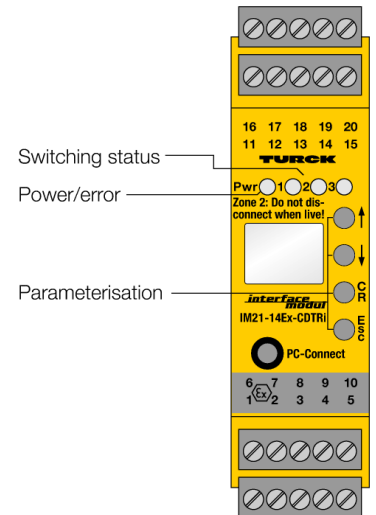 16 17 18 19 20
11 12 13 14 15
TURCK
Switching status
Pwr 1 2 3
Power/error
Zone 2: Do not dis-
connect when live!
Parameterisation
C
R
interface
modul
IM21-14Ex-CDTRi
Esc
PC-Connect
6 7 8 9 10
Ex
1 2 3 4 5